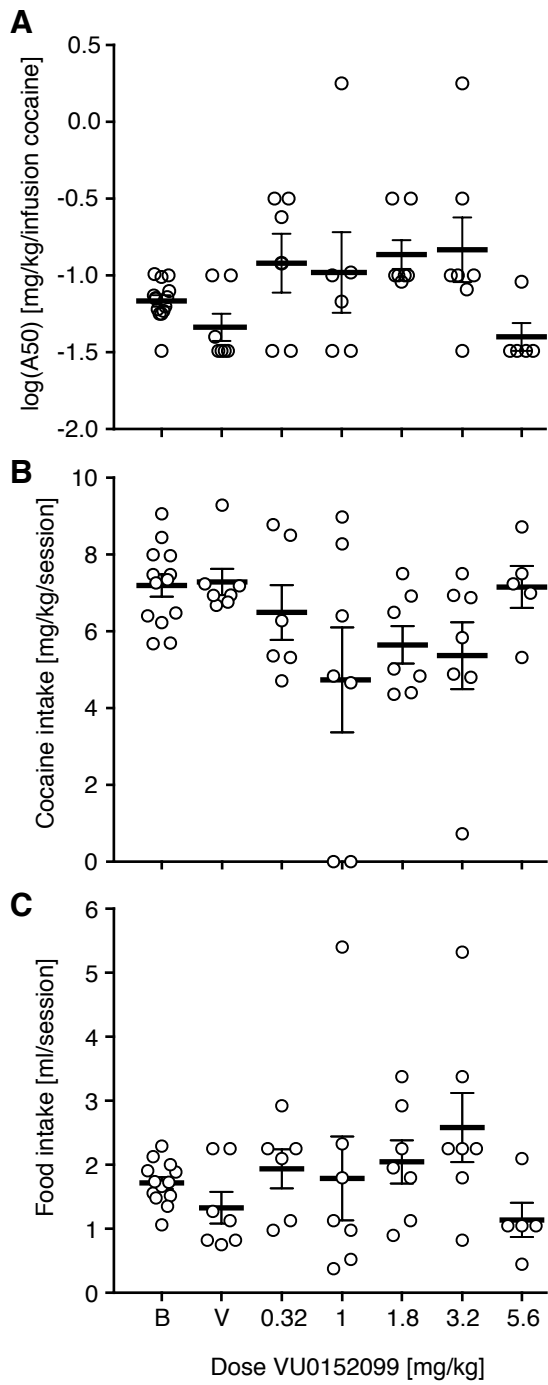 A
log(A50) [mg/kg/infusion cocaine]
0.5
0.0
-0.5
-1.0
-1.5
-2.0
B
Cocaine intake [mg/kg/session]
10
8
6
4
2
0
C
Food intake [ml/session]
6
5
4
3
2
1
0
B V 0.32 1 1.8 3.2 5.6
Dose VU0152099 [mg/kg]